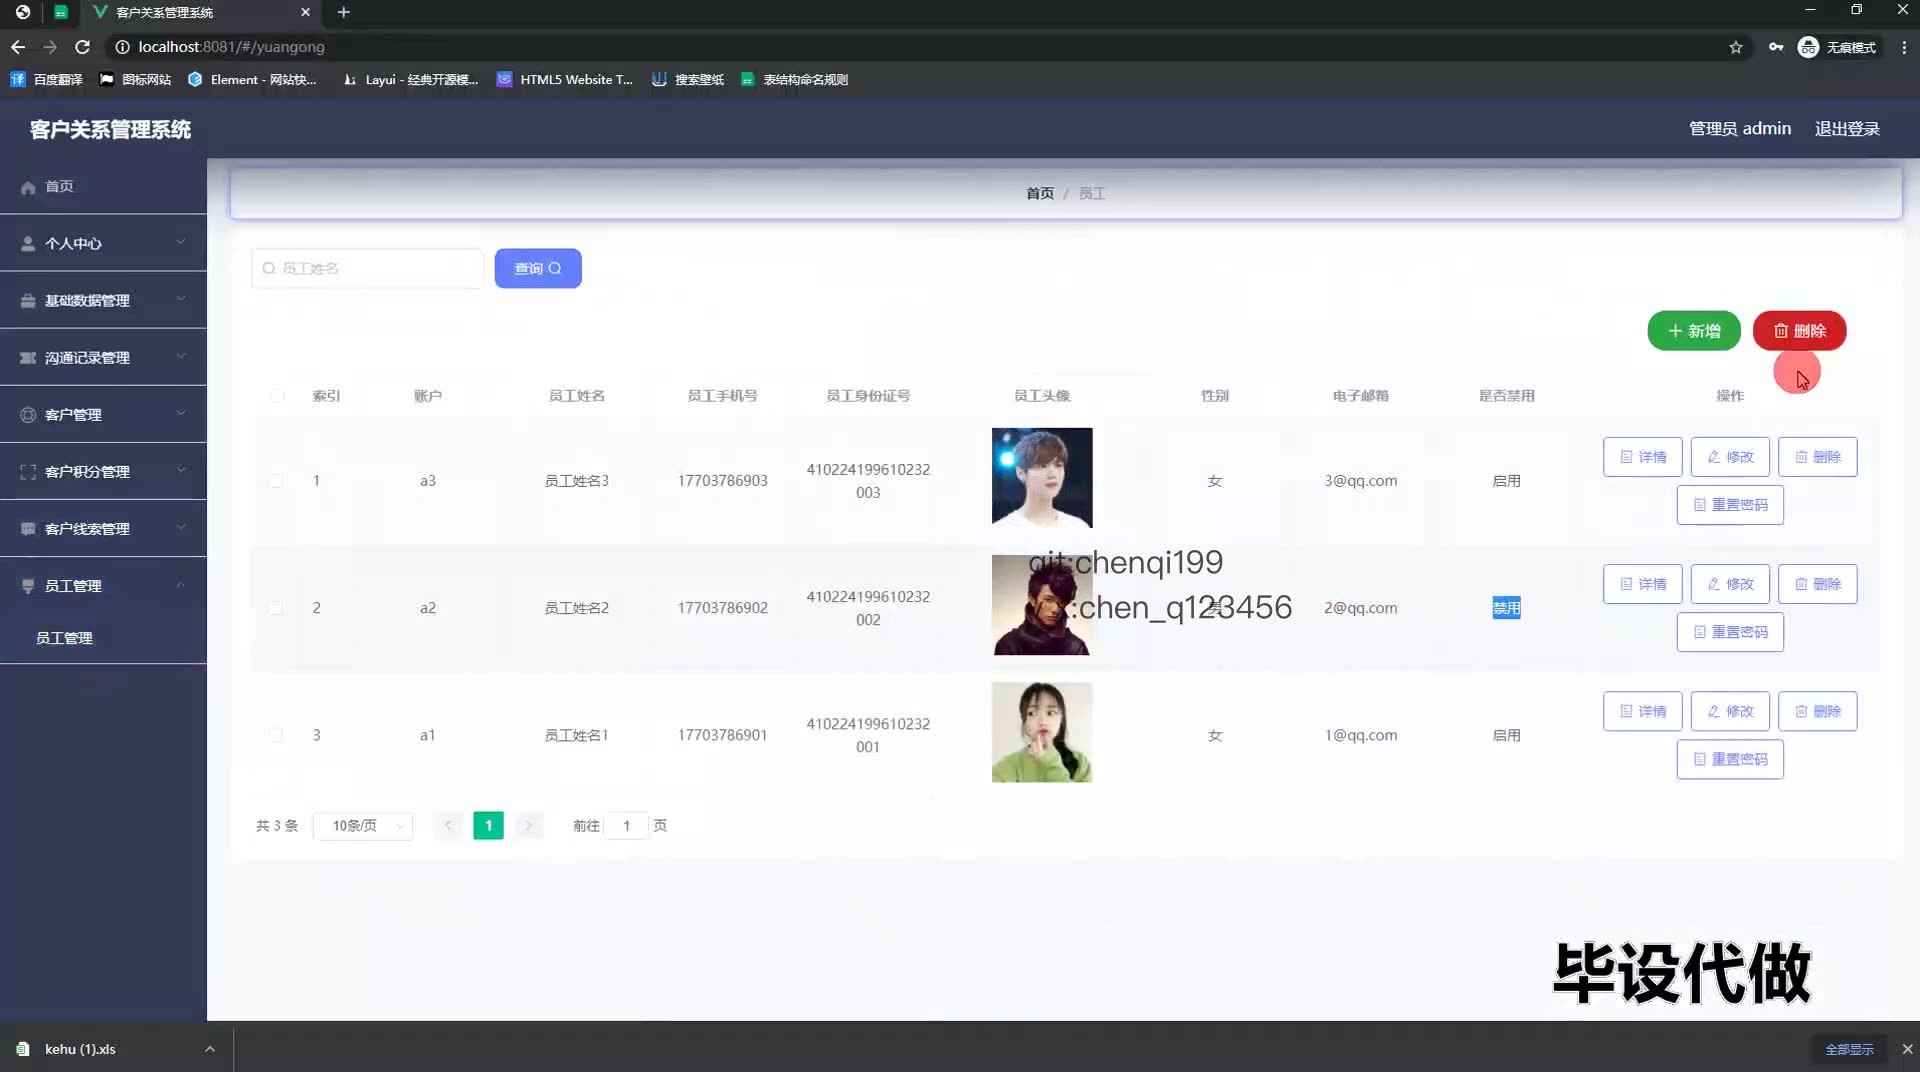 客户关系管理系统
localhost:8081/#/yuangong
无痕模式
百度翻译
图标网站
Element - 网站快...
Layui - 经典开源模...
HTML5 Website T...
搜索壁纸
表结构命名规则
客户关系管理系统
管理员 admin
退出登录
首页
个人中心
基础数据管理
沟通记录管理
客户管理
客户积分管理
客户线索管理
员工管理
员工管理
首页 / 员工
员工姓名
查询
新增
删除
索引 账户 员工姓名 员工手机号 员工身份证号 员工头像 性别 电子邮箱 是否禁用 操作
1 a3 员工姓名3 17703786903 410224199610232003 女 3@qq.com 启用 详情 修改 删除
重置密码
git:chenqi199
2 a2 员工姓名2 17703786902 410224199610232002 男 2@qq.com 禁用 详情 修改 删除
:chen_q123456
重置密码
3 a1 员工姓名1 17703786901 410224199610232001 女 1@qq.com 启用 详情 修改 删除
重置密码
共 3 条 10条/页 1 前往 1 页
毕设代做
kehu (1).xls
全部显示